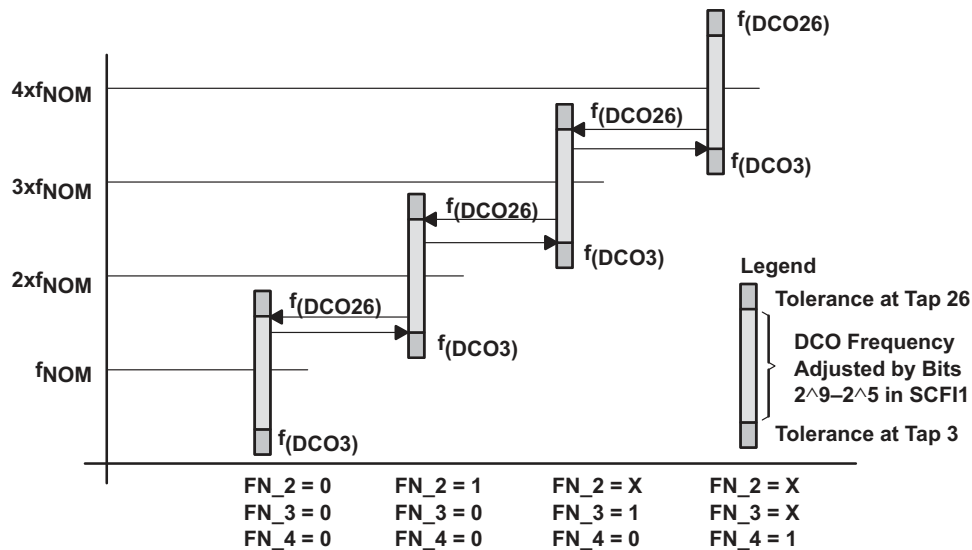 f(DCO26)
4xfNOM
f(DCO26)
f(DCO3)
3xfNOM
f(DCO26)
f(DCO3)
2xfNOM
Legend
f(DCO26)
Tolerance at Tap 26
f(DCO3)
DCO Frequency
Adjusted by Bits
2^9–2^5 in SCFI1
fNOM
f(DCO3)
Tolerance at Tap 3
FN_2 = 0 FN_2 = 1 FN_2 = X FN_2 = X
FN_3 = 0 FN_3 = 0 FN_3 = 1 FN_3 = X
FN_4 = 0 FN_4 = 0 FN_4 = 0 FN_4 = 1